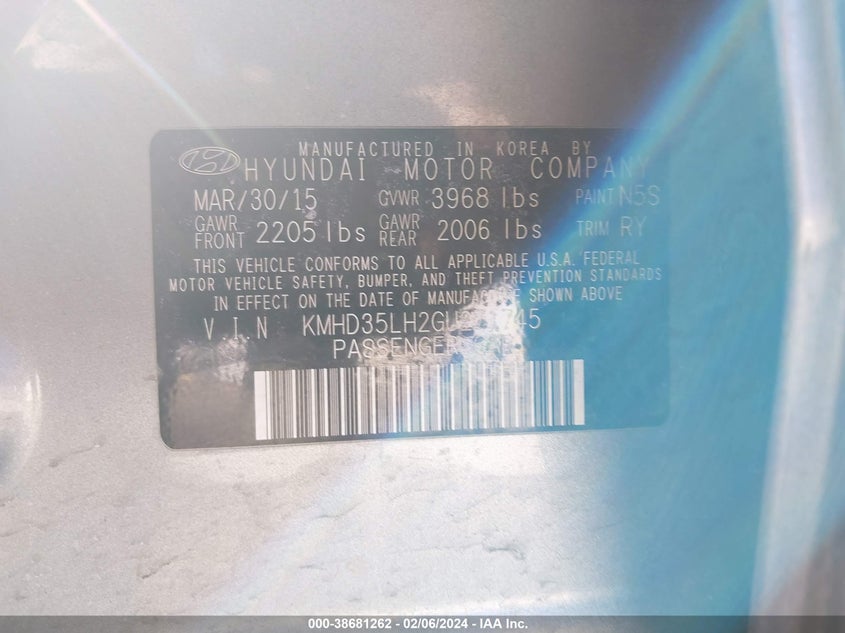 MANUFACTURED IN KOREA BY
HYUNDAI MOTOR COMPANY
MAR/30/15 GVWR 3968 lbs PAINT N5S
GAWR FRONT 2205 lbs GAWR REAR 2006 lbs TRIM RY
THIS VEHICLE CONFORMS TO ALL APPLICABLE U.S.A. FEDERAL
MOTOR VEHICLE SAFETY, BUMPER, AND THEFT PREVENTION STANDARDS
IN EFFECT ON THE DATE OF MANUFACTURE SHOWN ABOVE
VIN
PASSENGER
000-38681262 - 02/06/2024 - IAA Inc.